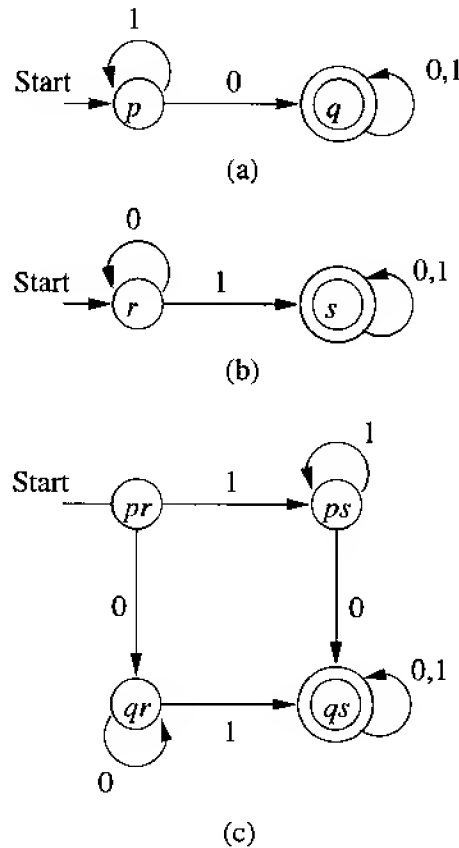 1
Start p 0 q 0,1
(a)
0
Start r 1 s 0,1
(b)
1
Start pr 1 ps
0 0
qr 1 qs 0,1
0
(c)